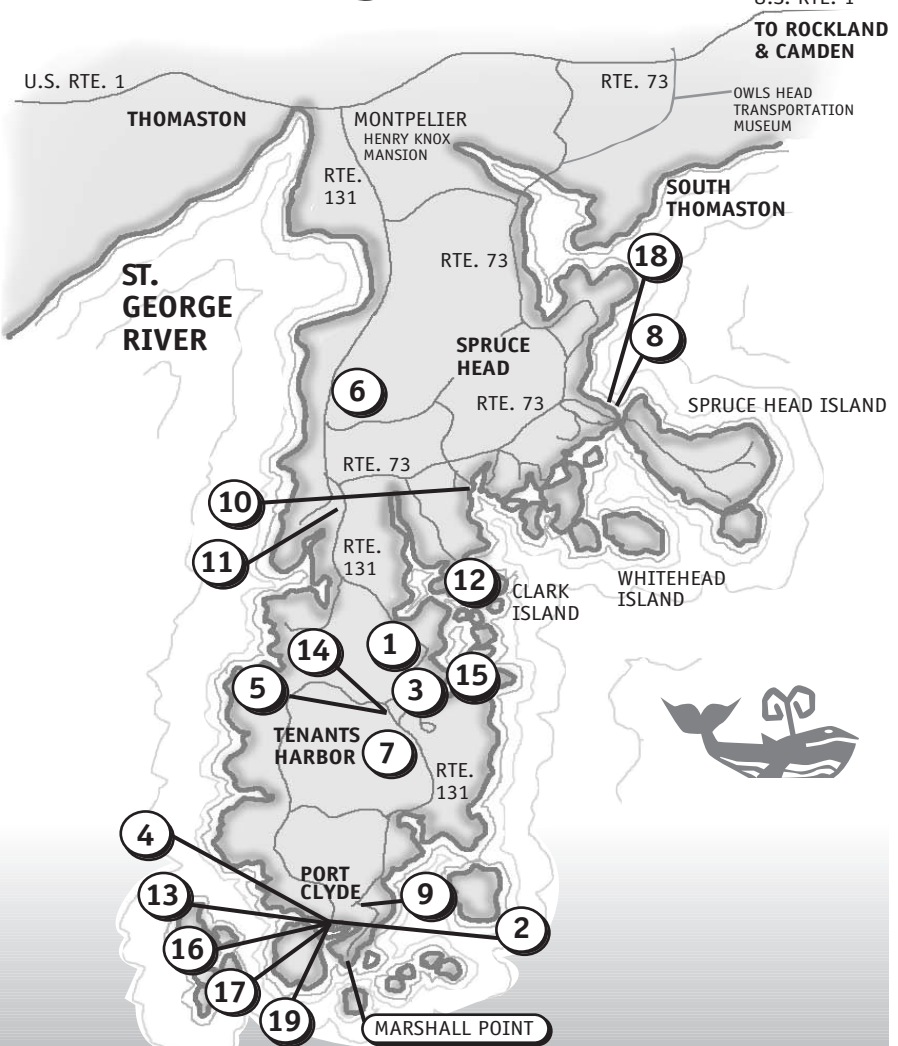 U.S. RTE. 1
TO ROCKLAND
& CAMDEN
U.S. RTE. 1
RTE. 73
OWLS HEAD
TRANSPORTATION
MUSEUM
THOMASTON
MONTPELIER
HENRY KNOX
MANSION
RTE.
131
SOUTH
THOMASTON
ST.
GEORGE
RIVER
RTE. 73
18
8
SPRUCE
HEAD
6
RTE. 73
SPRUCE HEAD ISLAND
RTE. 73
10
11
RTE.
131
12
CLARK
ISLAND
WHITEHEAD
ISLAND
1
14
15
5
3
TENANTS
HARBOR
7
RTE.
131
4
PORT
CLYDE
13
9
2
16
17
19
MARSHALL POINT